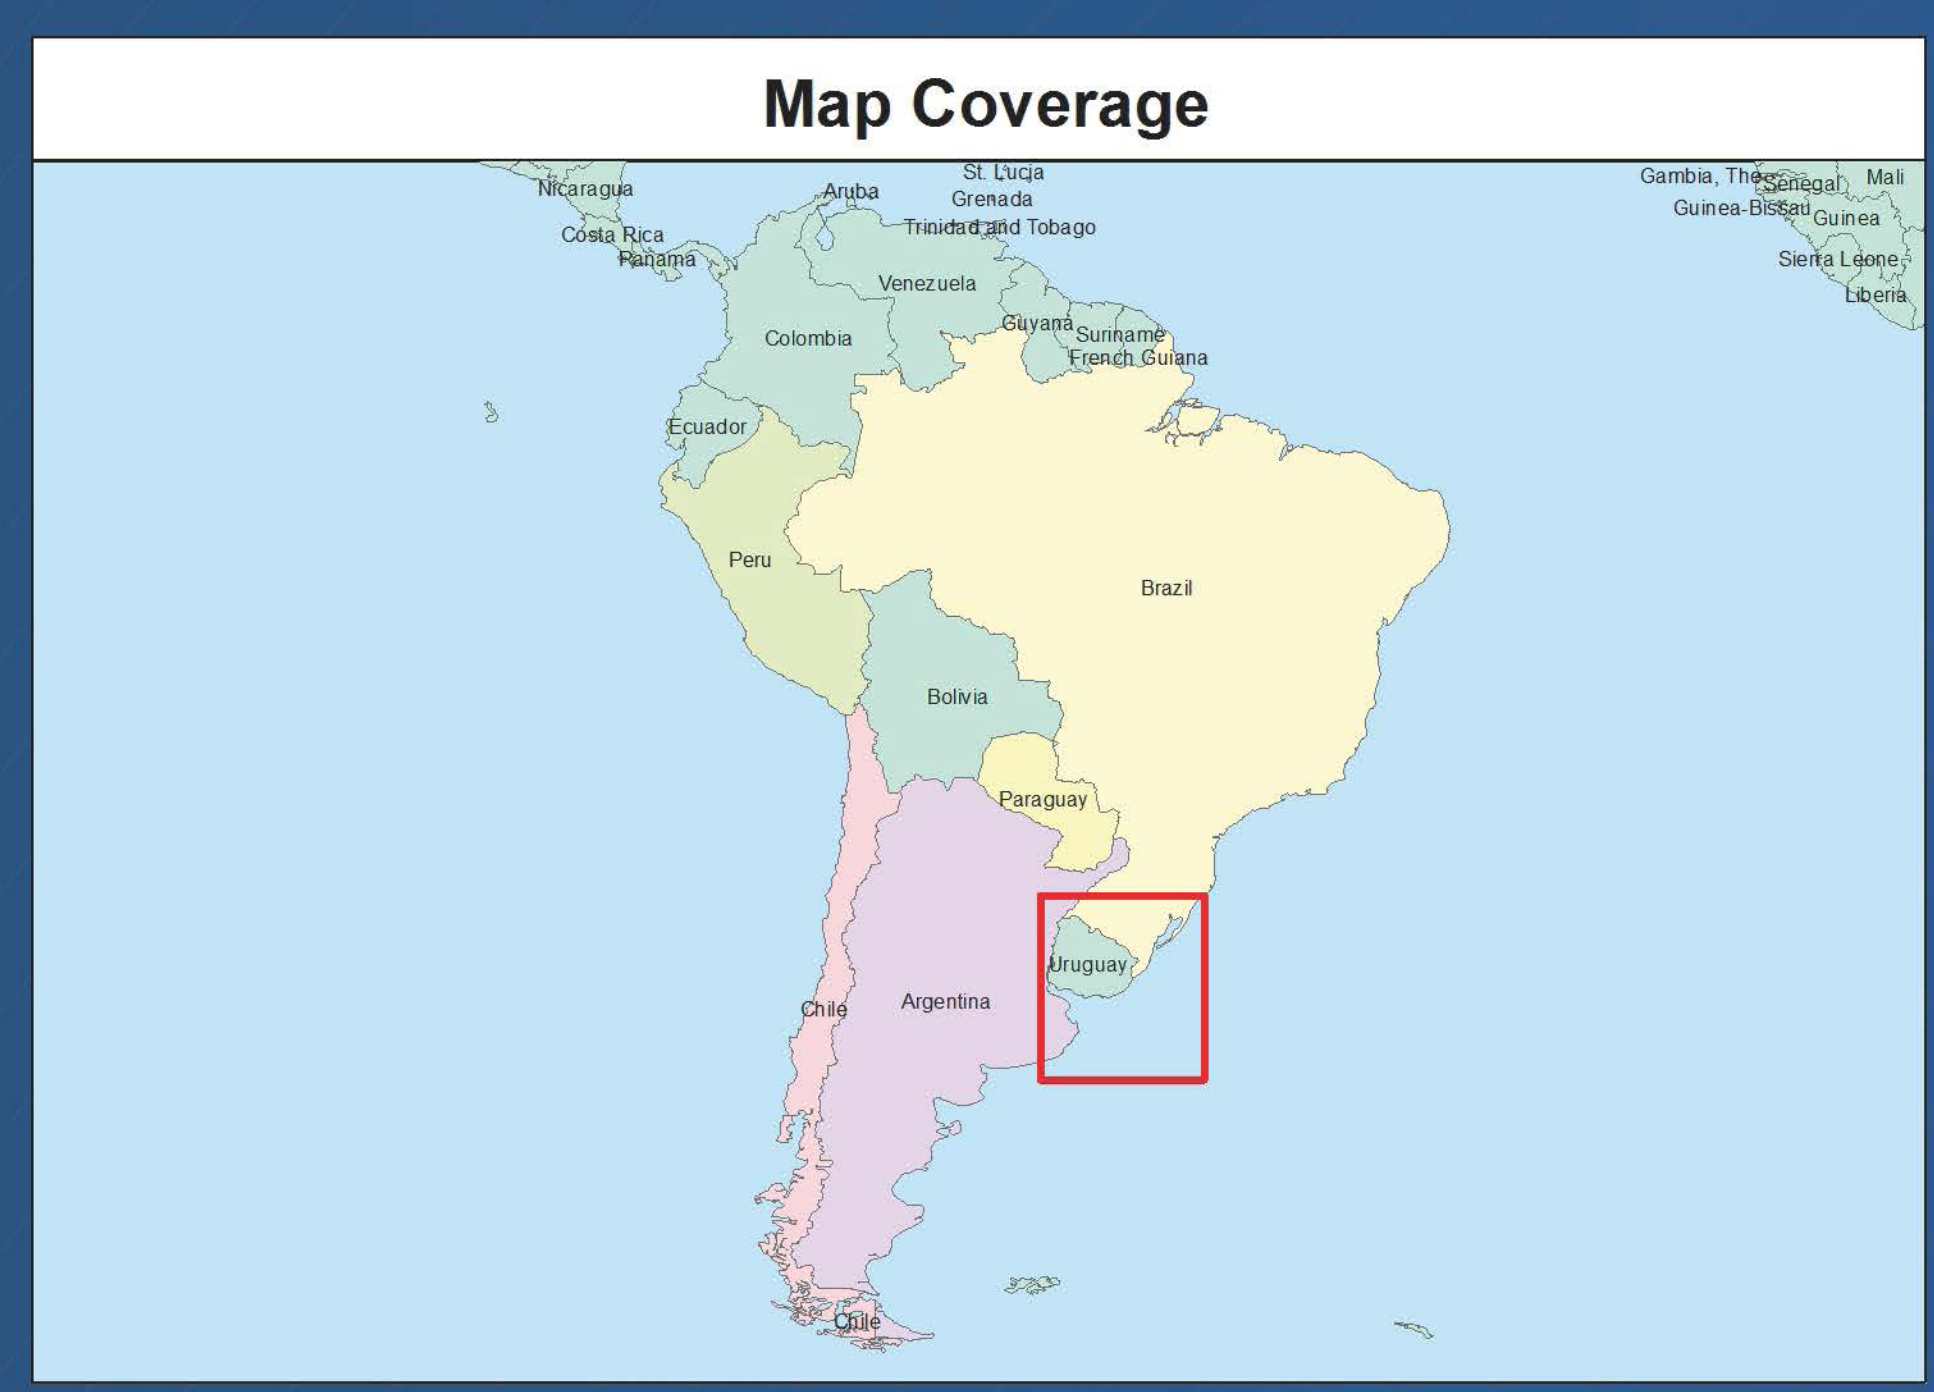 Map Coverage
St. Lucia
Nicaragua
Aruba
Grenada
Trinidad and Tobago
Gambia, The
Senegal
Mali
Guinea-Bissau
Guinea
Costa Rica
Panama
Sierra Leone
Liberia
Venezuela
Colombia
Guyana
Suriname
French Guiana
Ecuador
Peru
Brazil
Bolivia
Paraguay
Uruguay
Argentina
Chile
Chile